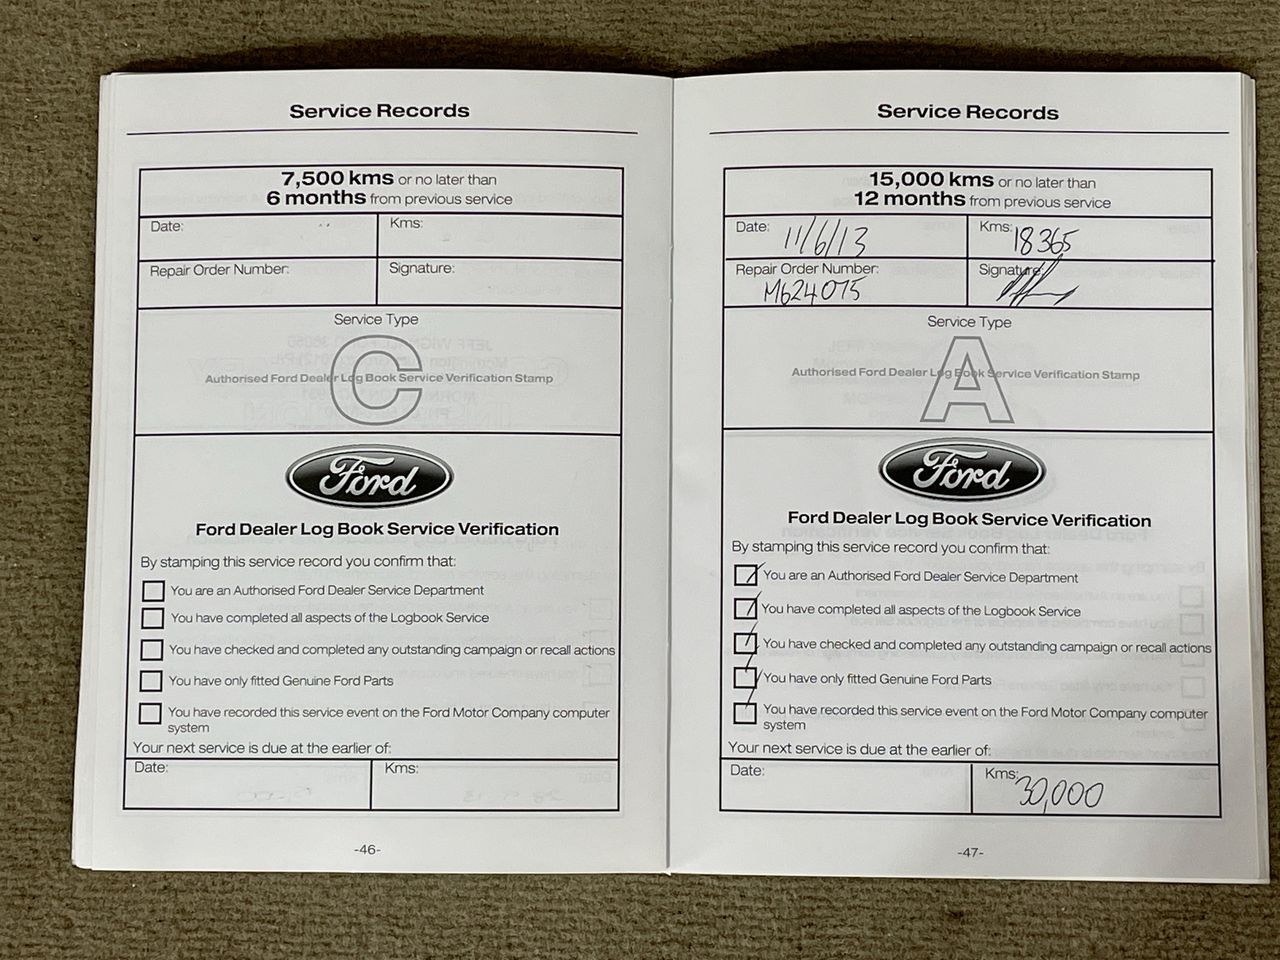 Service Records
7,500 kms or no later than
6 months from previous service
Date:
Kms:
Repair Order Number:
Signature:
Service Type
C
Authorised Ford Dealer Log Book Service Verification Stamp
Ford
Ford Dealer Log Book Service Verification
By stamping this service record you confirm that:
You are an Authorised Ford Dealer Service Department
You have completed all aspects of the Logbook Service
You have checked and completed any outstanding campaign or recall actions
You have only fitted Genuine Ford Parts
You have recorded this service event on the Ford Motor Company computer
system
Your next service is due at the earlier of:
Date:
Kms:
-46-
Service Records
15,000 kms or no later than
12 months from previous service
Date: 11/6/13
Kms: 18365
Repair Order Number:
M624075
Signature:
Service Type
A
Authorised Ford Dealer Log Book Service Verification Stamp
Ford
Ford Dealer Log Book Service Verification
By stamping this service record you confirm that:
You are an Authorised Ford Dealer Service Department
You have completed all aspects of the Logbook Service
You have checked and completed any outstanding campaign or recall actions
You have only fitted Genuine Ford Parts
You have recorded this service event on the Ford Motor Company computer
system
Your next service is due at the earlier of:
Date:
Kms: 30,000
-47-